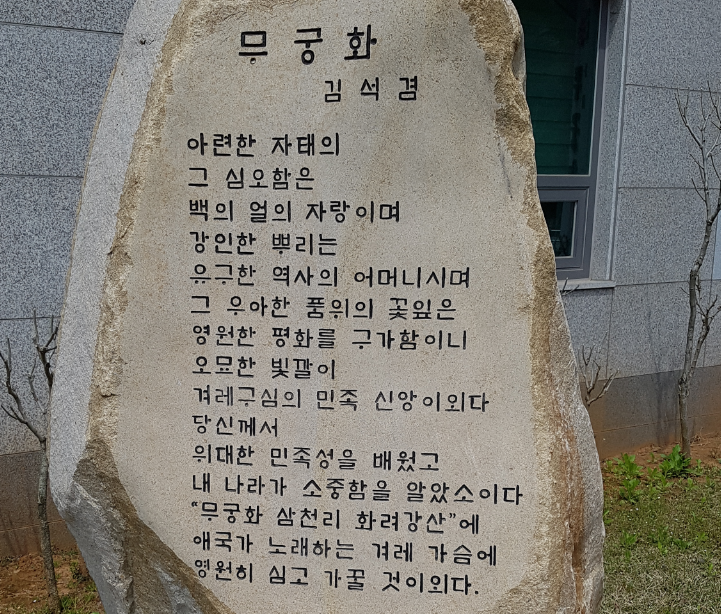 무궁화
김석겸
아련한 자태의
그 심오함은
백의 얼의 자랑이며
강인한 뿌리는
유구한 역사의 어머니시며
그 우아한 품위의 꽃잎은
영원한 평화를 구가함이니
오묘한 빛깔이
겨레구심의 민족 신앙이외다
당신께서
위대한 민족성을 배웠고
내 나라가 소중함을 알았소이다
“무궁화 삼천리 화려강산”에
애국가 노래하는 겨레 가슴에
영원히 심고 가꿀 것이외다.